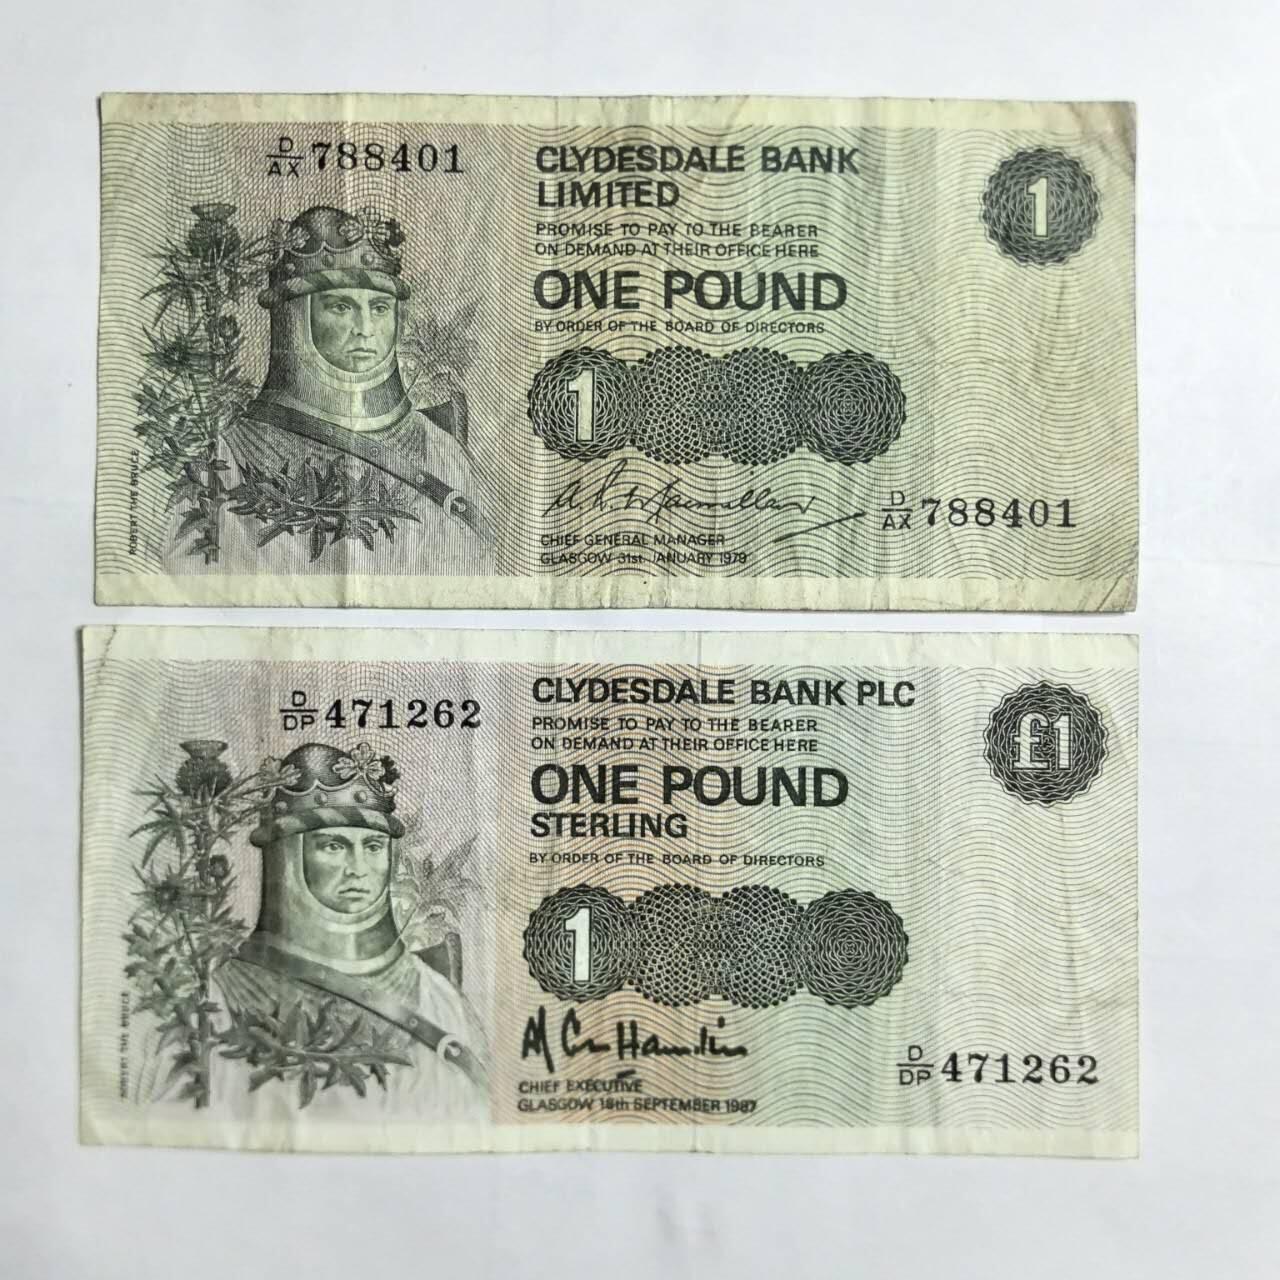 D/AX 788401
CLYDESDALE BANK
LIMITED
1
PROMISE TO PAY TO THE BEARER
ON DEMAND AT THEIR OFFICE HERE
ONE POUND
BY ORDER OF THE BOARD OF DIRECTORS
1
D/AX 788401
CHIEF GENERAL MANAGER
GLASGOW 31st JANUARY 1979
ROBERT THE BRUCE
D/DP 471262
CLYDESDALE BANK PLC
£1
PROMISE TO PAY TO THE BEARER
ON DEMAND AT THEIR OFFICE HERE
ONE POUND
STERLING
BY ORDER OF THE BOARD OF DIRECTORS
1
D/DP 471262
CHIEF EXECUTIVE
GLASGOW 18th SEPTEMBER 1987
ROBERT THE BRUCE